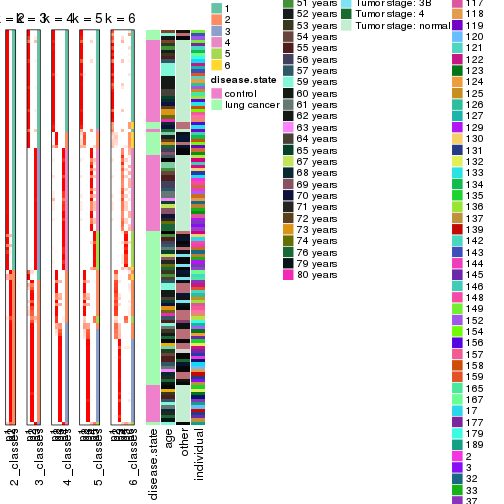 k = 3
k = 4
k = 5
k = 6
1
2
3
4
5
6
disease.state
control
lung cancer
51 years
52 years
53 years
54 years
55 years
56 years
57 years
59 years
60 years
61 years
62 years
63 years
64 years
65 years
67 years
68 years
69 years
70 years
71 years
72 years
73 years
74 years
76 years
79 years
80 years
Tumor stage: 3B
Tumor stage: 4
Tumor stage: normal
117
118
119
120
121
122
123
124
125
126
127
129
130
131
132
133
134
135
136
137
139
142
143
144
145
146
148
149
152
154
156
157
158
159
165
167
17
177
179
189
2
3
32
33
37
2_classes
3_classes
4_classes
5_classes
6_classes
disease.state
age
other
individual